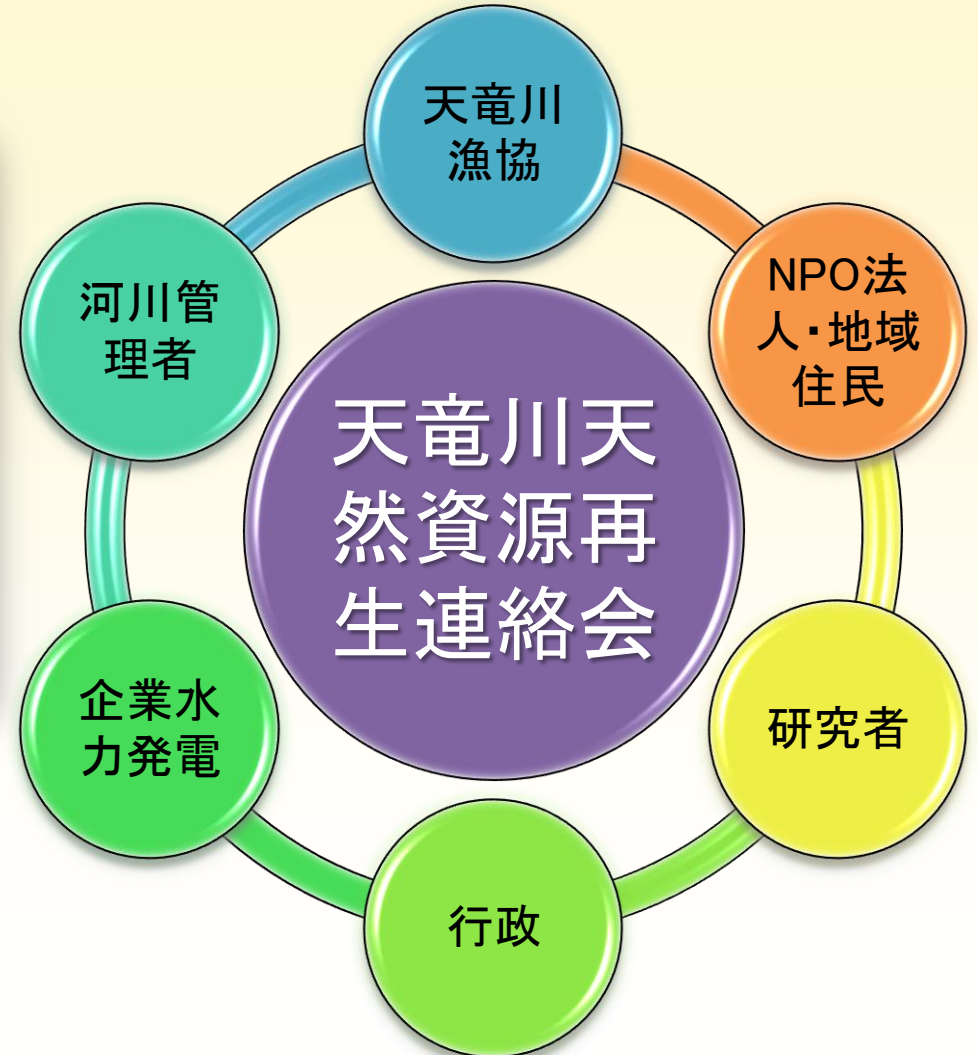 天竜川
漁協
NPO法
人・地域
住民
研究者
行政
企業水
力発電
河川管
理者
天竜川天
然資源再
生連絡会